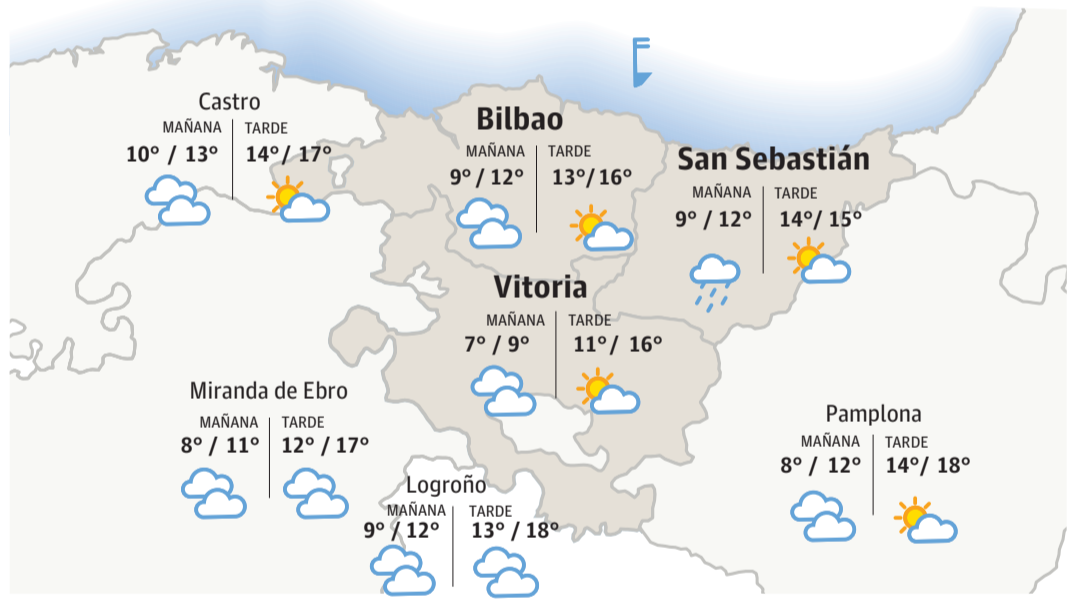 Castro
MAÑANA
TARDE
10° / 13°
14°/ 17°
Bilbao
MAÑANA
TARDE
9° / 12°
13°/ 16°
San Sebastián
MAÑANA
TARDE
9° / 12°
14°/ 15°
Vitoria
MAÑANA
TARDE
7° / 9°
11°/ 16°
Miranda de Ebro
MAÑANA
TARDE
8° / 11°
12° / 17°
Pamplona
MAÑANA
TARDE
8° / 12°
14°/ 18°
Logroño
MAÑANA
TARDE
9° / 12°
13° / 18°